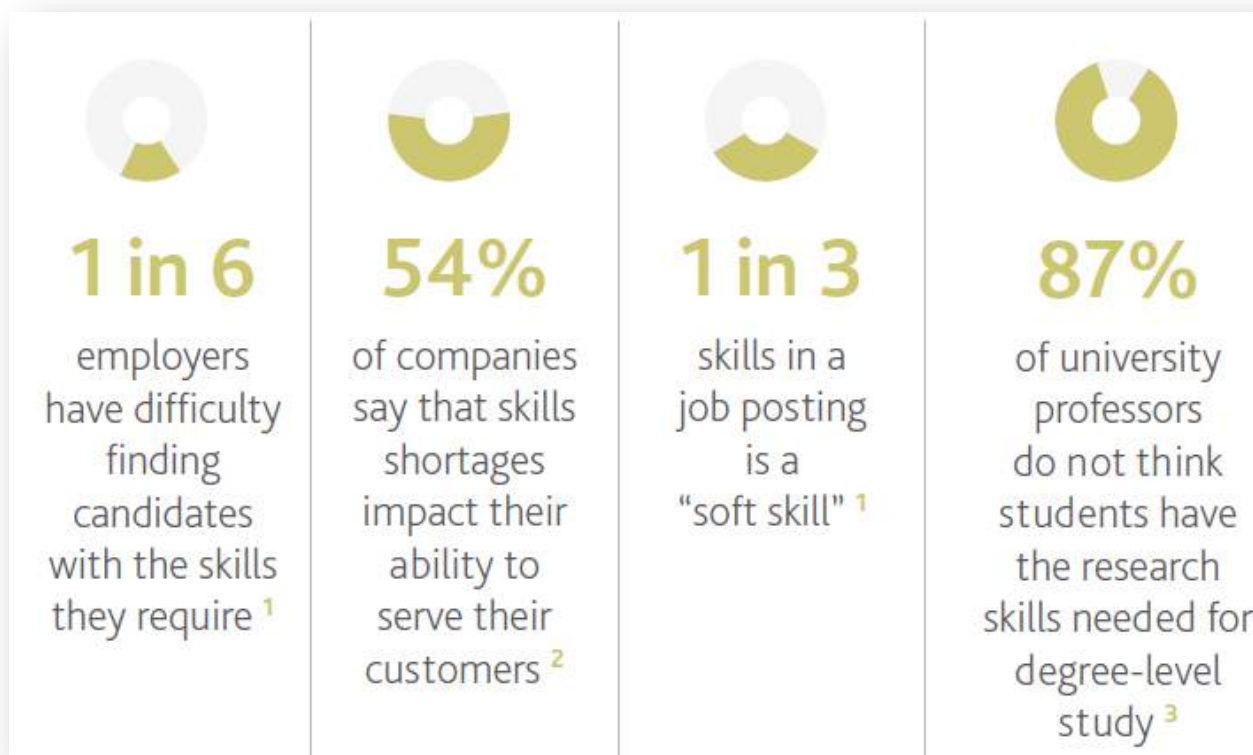 1 in 6
employers
have difficulty
finding
candidates
with the skills
they require 1
54%
of companies
say that skills
shortages
impact their
ability to
serve their
customers 2
1 in 3
skills in a
job posting
is a
“soft skill” 1
87%
of university
professors
do not think
students have
the research
skills needed for
degree-level
study 3